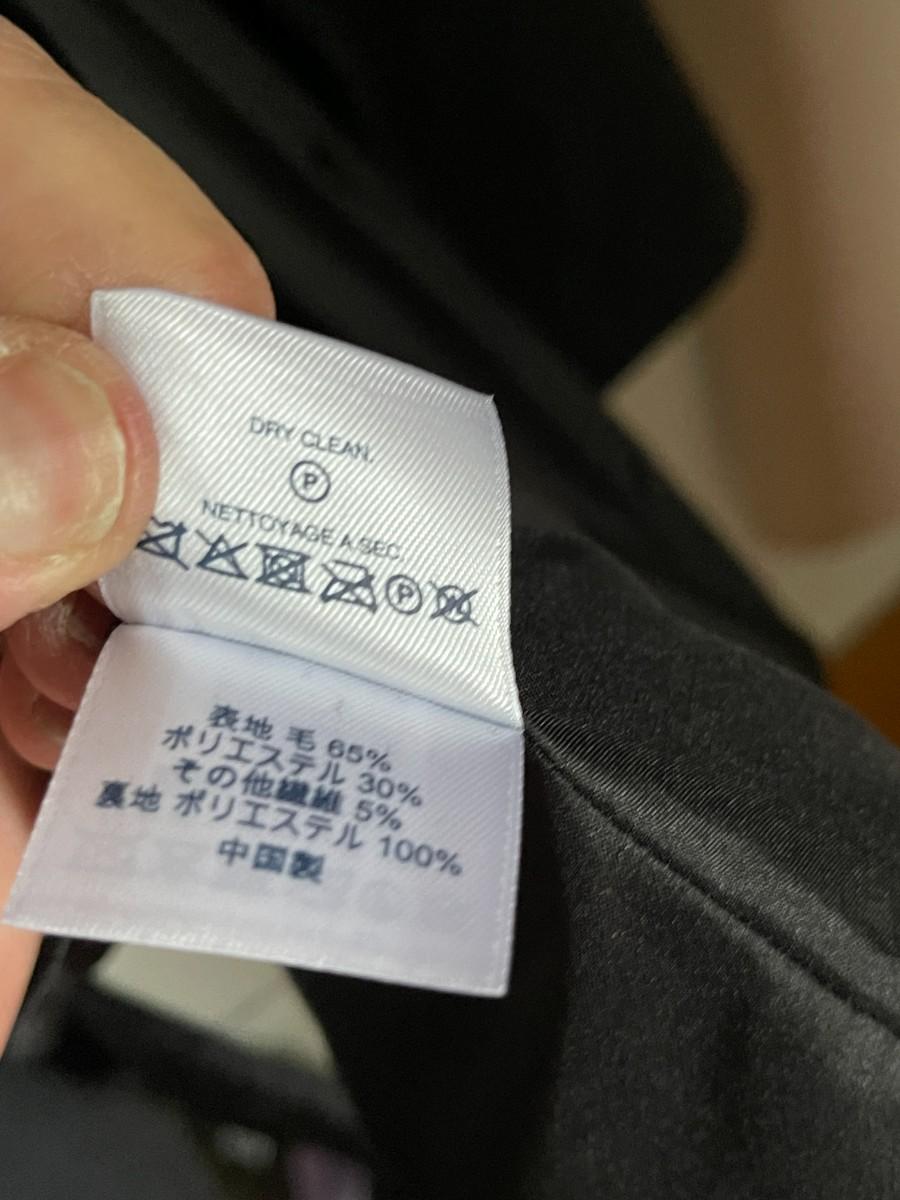 DRY CLEAN.
P
NETTOYAGE A SEC.
P
表地 毛 65%
ポリエステル 30%
その他繊維 5%
裏地 ポリエステル 100%
中国製